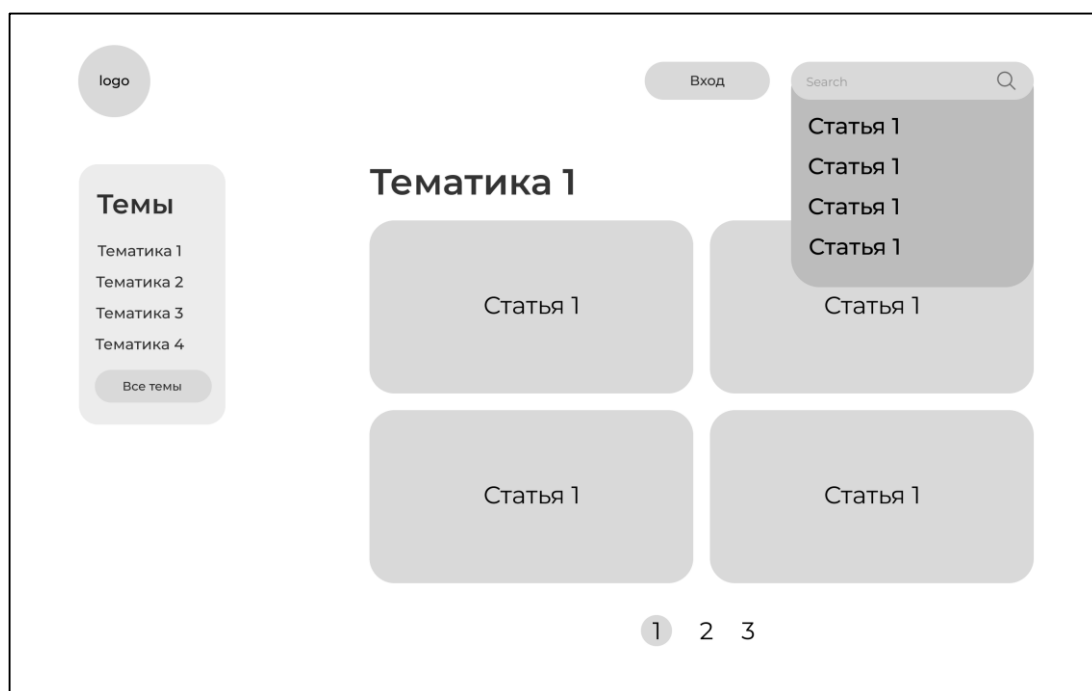 logo
Вход
Search
Статья 1
Статья 1
Статья 1
Статья 1
Темы
Тематика 1
Тематика 2
Тематика 3
Тематика 4
Все темы
Тематика 1
Статья 1
Статья 1
Статья 1
Статья 1
1 2 3